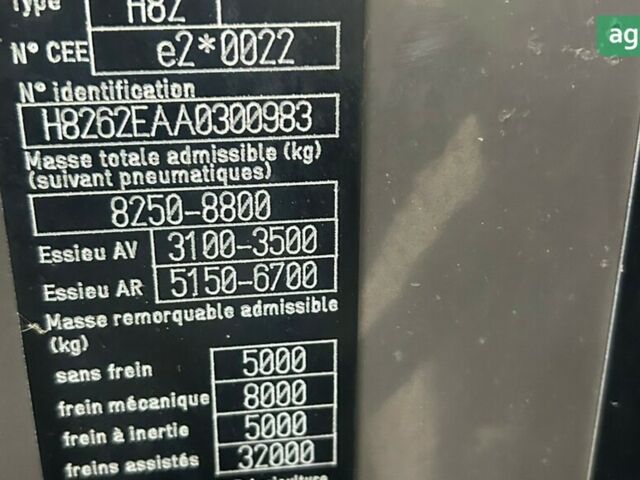 Type H82
N° CEE e2*0022
N° identification
H8262EAA0300983
Masse totale admissible (kg)
(suivant pneumatiques)
8250-8800
Essieu AV 3100-3500
Essieu AR 5150-6700
Masse remorquable admissible
(kg)
sans frein 5000
frein mécanique 8000
frein à inertie 5000
freins assistés 32000
ag